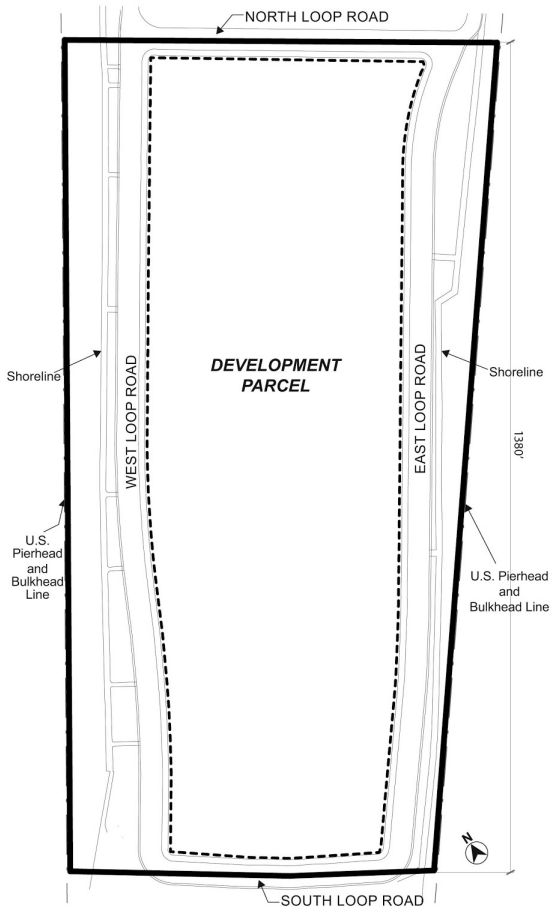 NORTH LOOP ROAD
DEVELOPMENT
PARCEL
Shoreline
WEST LOOP ROAD
EAST LOOP ROAD
Shoreline
1380'
U.S.
Pierhead
and
Bulkhead
Line
U.S. Pierhead
and
Bulkhead Line
N
SOUTH LOOP ROAD